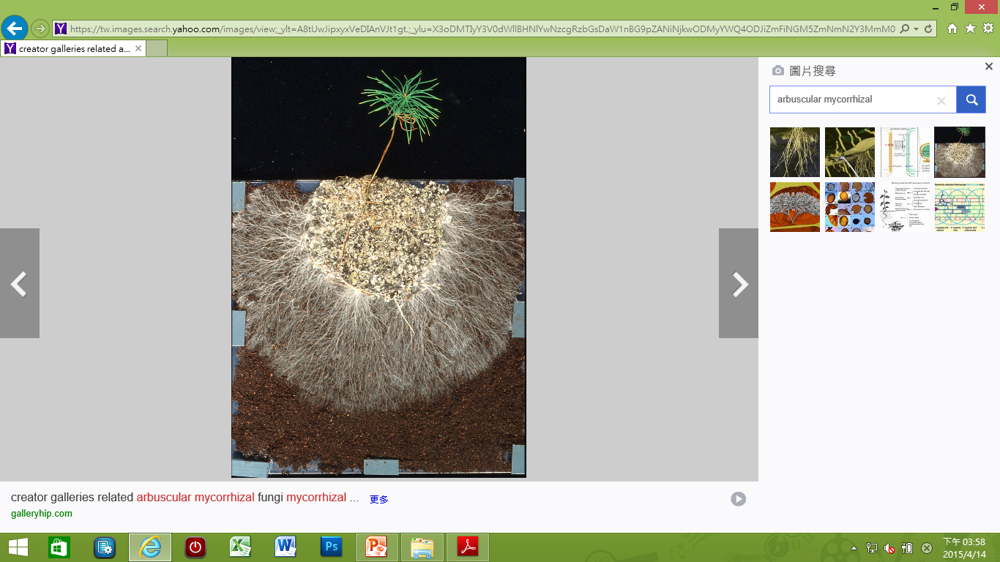 https://tw.images.search.yahoo.com/images/view;_ylt=A8tUwJipxyxVeDIAnVJt1gt.;_ylu=X3oDMTIyY3V0dWllBHNlYwNzcgRzbGsDaW1nBG9pZANiNjkwODMyYWQ4ODJiZmFiNGM5ZmNmN2Y3MmM0
creator galleries related a...
圖片搜尋
arbuscular mycorrhizal
creator galleries related arbuscular mycorrhizal fungi mycorrhizal ... 更多
galleryhip.com
下午 03:58
2015/4/14